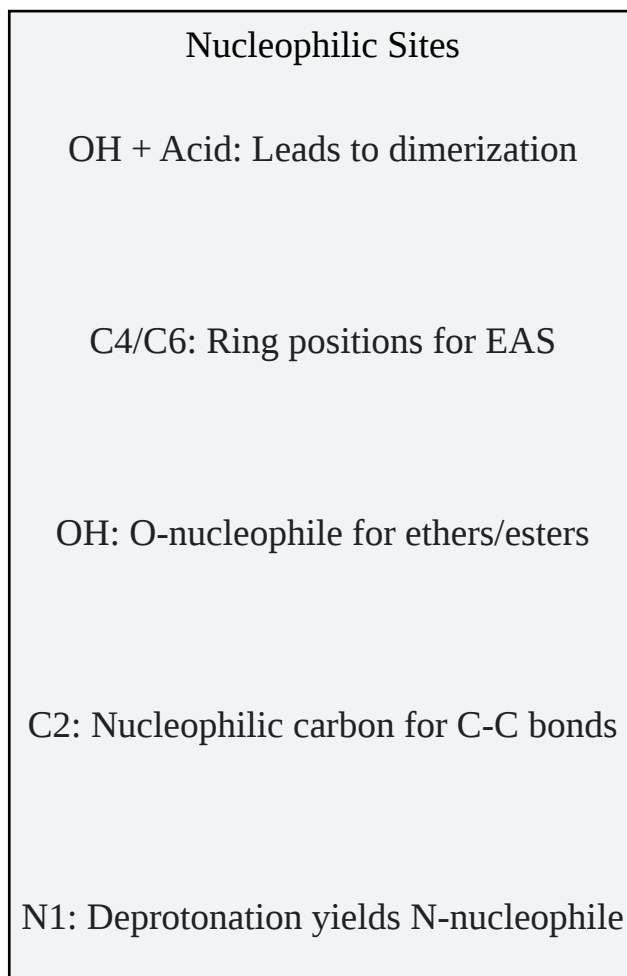 Nucleophilic Sites
OH + Acid: Leads to dimerization
C4/C6: Ring positions for EAS
OH: O-nucleophile for ethers/esters
C2: Nucleophilic carbon for C-C bonds
N1: Deprotonation yields N-nucleophile